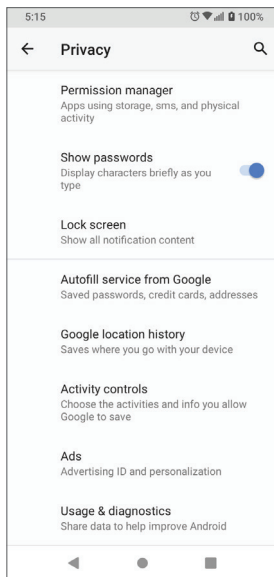 5:15 100%
Privacy
Permission manager
Apps using storage, sms, and physical
activity
Show passwords
Display characters briefly as you
type
Lock screen
Show all notification content
Autofill service from Google
Saved passwords, credit cards, addresses
Google location history
Saves where you go with your device
Activity controls
Choose the activities and info you allow
Google to save
Ads
Advertising ID and personalization
Usage & diagnostics
Share data to help improve Android